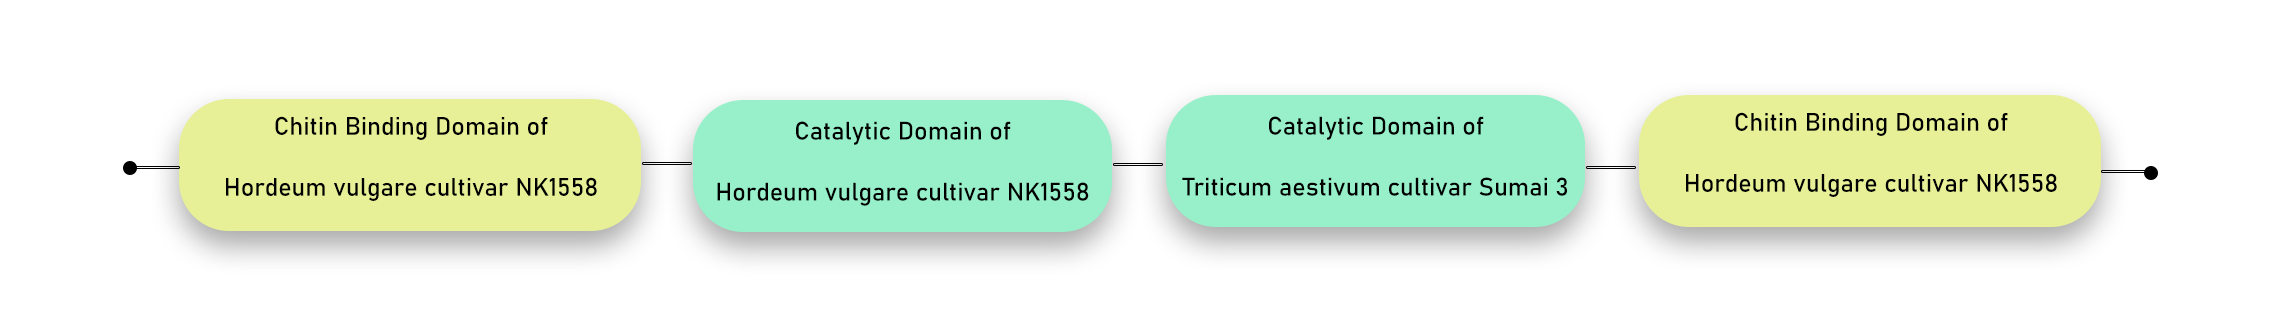 Chitin Binding Domain of
Hordeum vulgare cultivar NK1558
Catalytic Domain of
Hordeum vulgare cultivar NK1558
Catalytic Domain of
Triticum aestivum cultivar Sumai 3
Chitin Binding Domain of
Hordeum vulgare cultivar NK1558